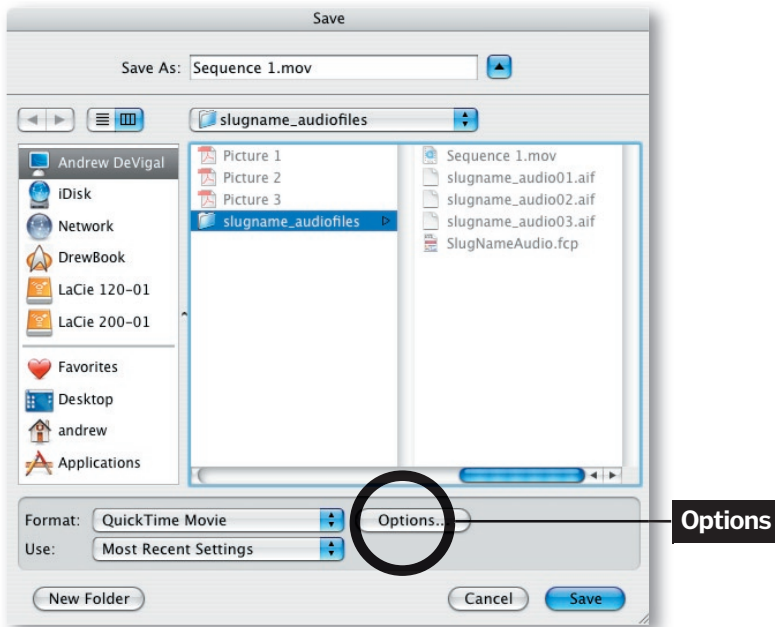 Save
Save As: Sequence 1.mov
slugname_audiofiles
Andrew DeVigal
iDisk
Network
DrewBook
LaCie 120-01
LaCie 200-01
Favorites
Desktop
andrew
Applications
Picture 1
Picture 2
Picture 3
slugname_audiofiles
Sequence 1.mov
slugname_audio01.aif
slugname_audio02.aif
slugname_audio03.aif
SlugNameAudio.fcp
Format: QuickTime Movie Options...
Options
Use: Most Recent Settings
New Folder Cancel Save